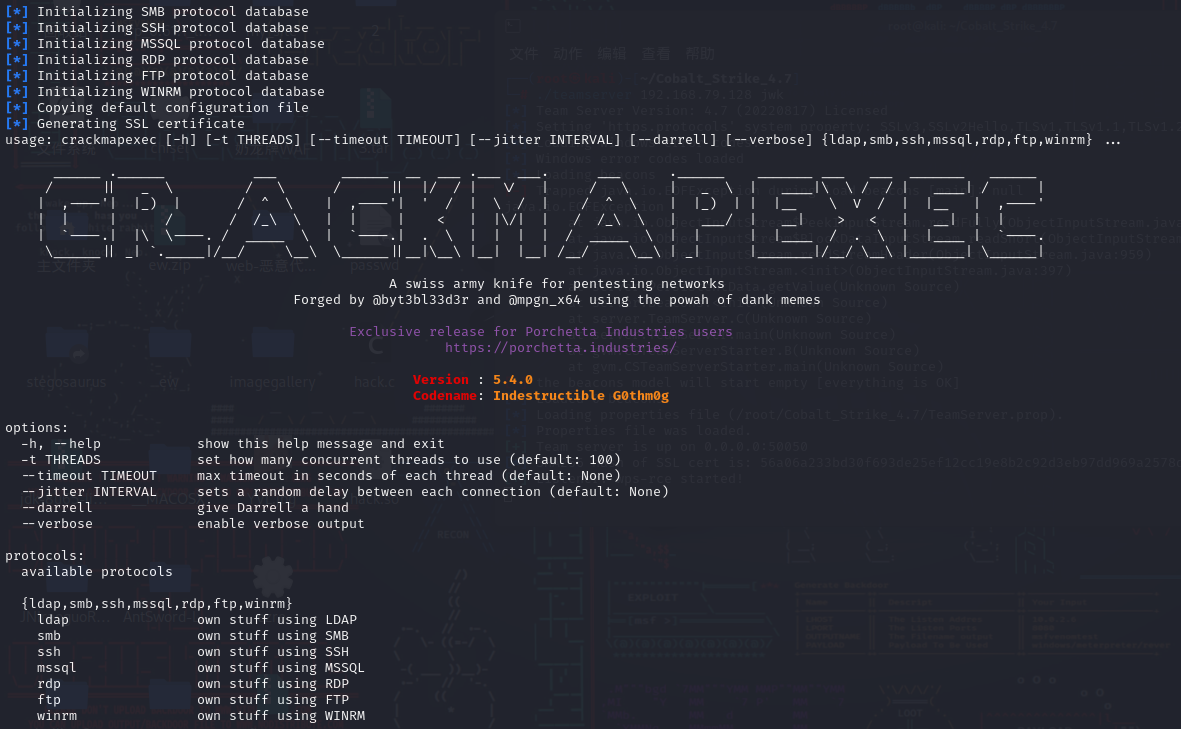 [*] Initializing SMB protocol database
[*] Initializing SSH protocol database
[*] Initializing MSSQL protocol database
[*] Initializing RDP protocol database
[*] Initializing FTP protocol database
[*] Initializing WINRM protocol database
[*] Copying default configuration file
[*] Generating SSL certificate
usage: crackmapexec [-h] [-t THREADS] [--timeout TIMEOUT] [--jitter INTERVAL] [--darrell] [--verbose] {ldap,smb,ssh,mssql,rdp,ftp,winrm} ...
CRACKMAPEXEC
A swiss army knife for pentesting networks
Forged by @byt3bl33d3r and @mpgn_x64 using the powah of dank memes
Exclusive release for Porchetta Industries users
https://porchetta.industries/
Version : 5.4.0
Codename: Indestructible G0thm0g
options:
-h, --help show this help message and exit
-t THREADS set how many concurrent threads to use (default: 100)
--timeout TIMEOUT max timeout in seconds of each thread (default: None)
--jitter INTERVAL sets a random delay between each connection (default: None)
--darrell give Darrell a hand
--verbose enable verbose output
protocols:
available protocols
{ldap,smb,ssh,mssql,rdp,ftp,winrm}
ldap own stuff using LDAP
smb own stuff using SMB
ssh own stuff using SSH
mssql own stuff using MSSQL
rdp own stuff using RDP
ftp own stuff using FTP
winrm own stuff using WINRM